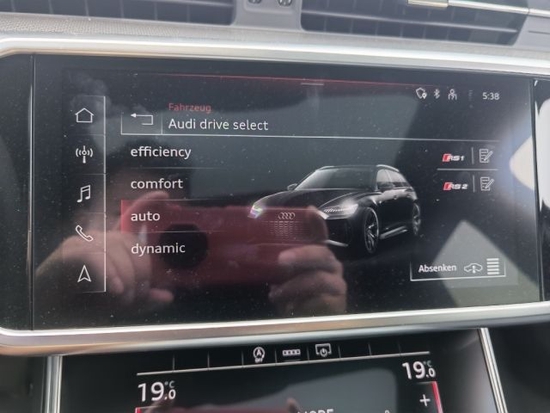 Fahrzeug
5:38
Audi drive select
efficiency
RS1
comfort
RS2
auto
dynamic
Absenken
19.0°C
19.0°C